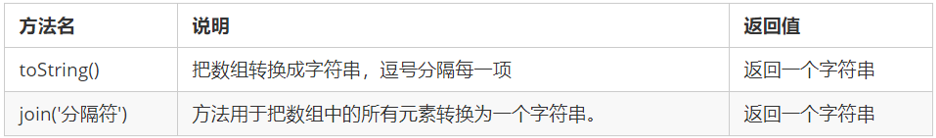 方法名 说明 返回值
toString() 把数组转换成字符串，逗号分隔每一项 返回一个字符串
join('分隔符') 方法用于把数组中的所有元素转换为一个字符串。 返回一个字符串